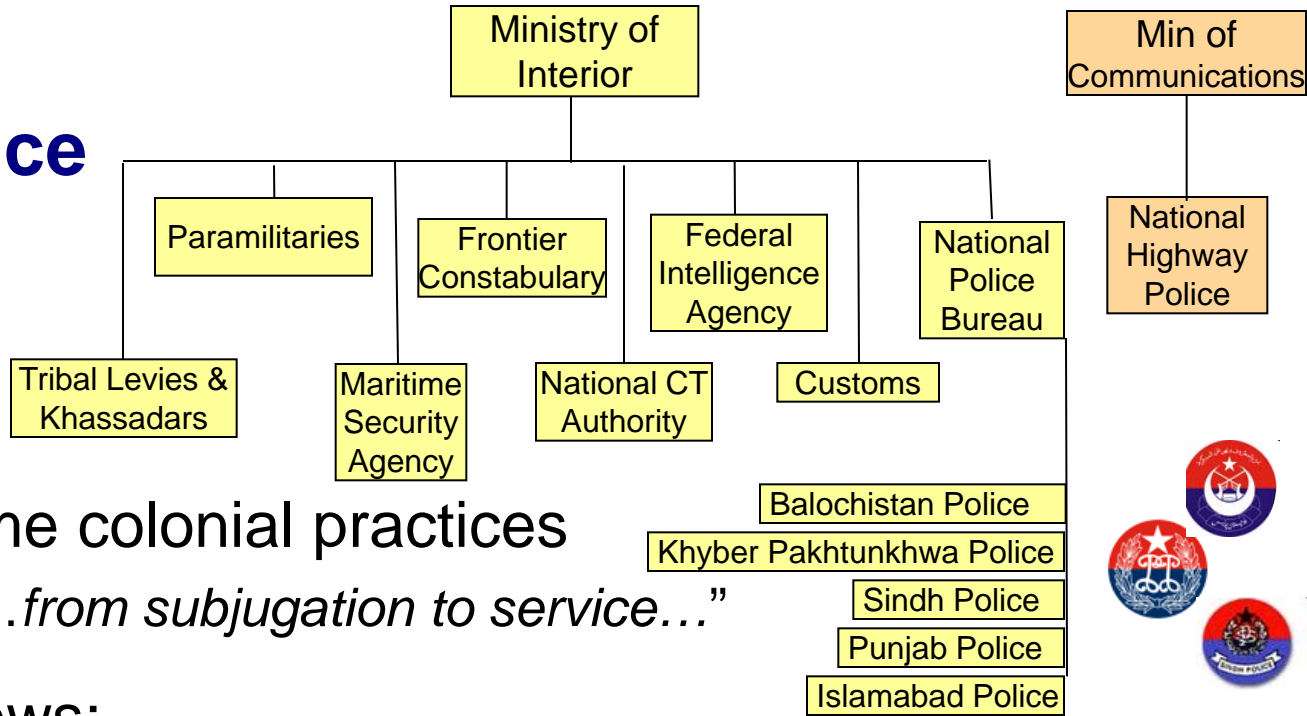 Ministry of
Interior
Min of
Communications
ce
Paramilitaries
Frontier
Constabulary
Federal
Intelligence
Agency
National
Police
Bureau
National
Highway
Police
Tribal Levies &
Khassadars
Maritime
Security
Agency
National CT
Authority
Customs
Balochistan Police
me colonial practices
Khyber Pakhtunkhwa Police
..from subjugation to service…”
Sindh Police
Punjab Police
Islamabad Police
ws:
SINDH POLICE